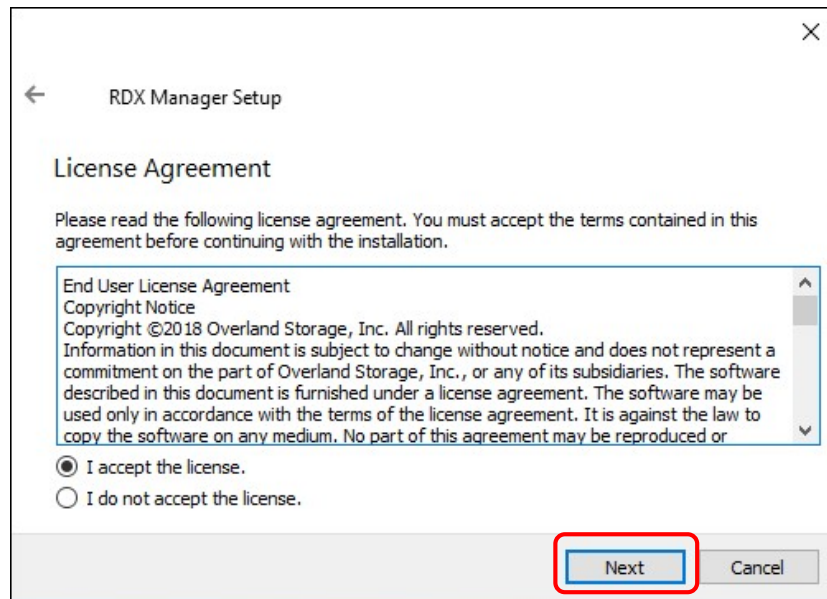 RDX Manager Setup
License Agreement
Please read the following license agreement. You must accept the terms contained in this
agreement before continuing with the installation.
End User License Agreement
Copyright Notice
Copyright ©2018 Overland Storage, Inc. All rights reserved.
Information in this document is subject to change without notice and does not represent a
commitment on the part of Overland Storage, Inc., or any of its subsidiaries. The software
described in this document is furnished under a license agreement. The software may be
used only in accordance with the terms of the license agreement. It is against the law to
copy the software on any medium. No part of this agreement may be reproduced or
I accept the license.
I do not accept the license.
Next Cancel